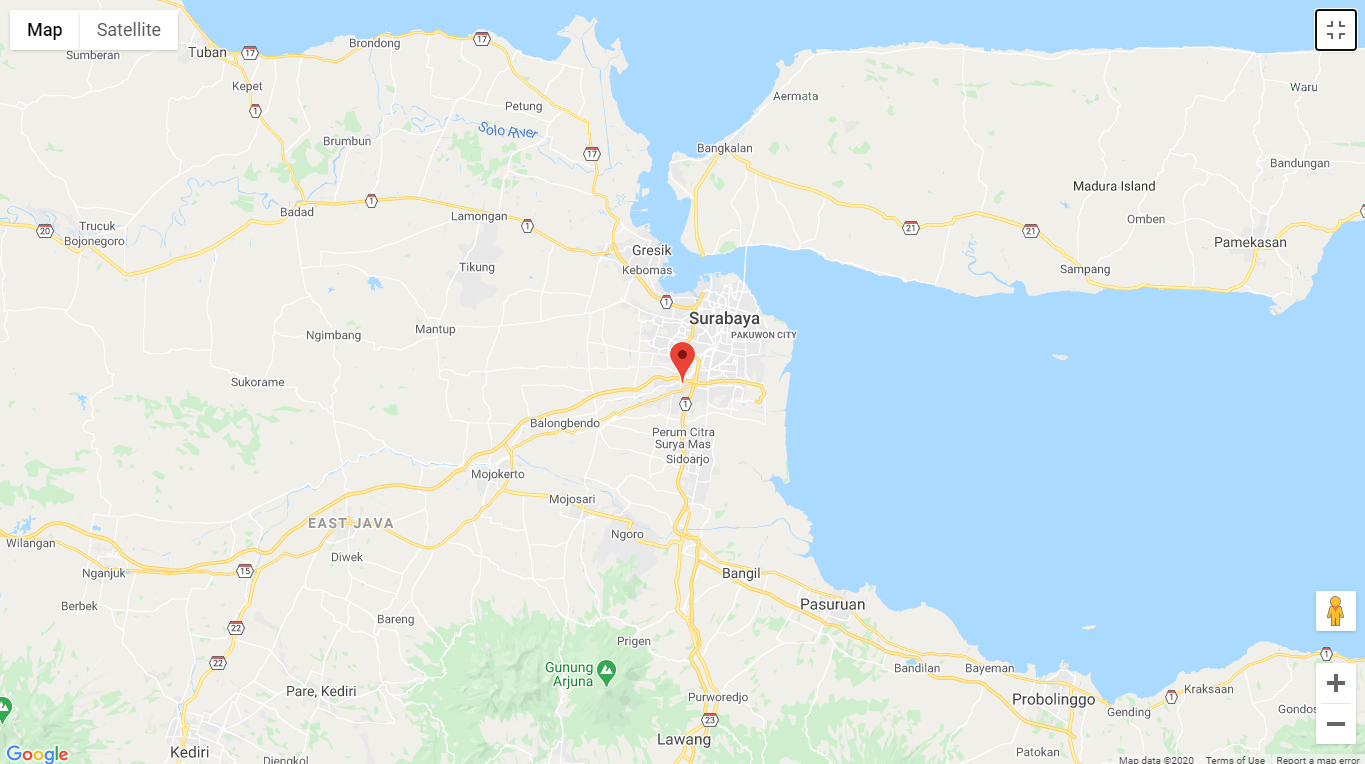 Map
Satellite
Tuban
17
Brondong
17
Sumberan
Kepet
1
Petung
Solo River
Brumbun
17
Aermata
Waru
Bangkalan
Bandungan
Madura Island
1
Badad
Lamongan
1
Trucuk
20
Bojonegoro
21
21
Omben
Pamekasan
Gresik
Kebomas
Tikung
Sampang
1
Surabaya
PAKUWON CITY
Mantup
Ngimbang
Sukorame
1
Balongbendo
Perum Citra
Surya Mas
Sidoarjo
Mojokerto
Mojosari
EAST JAVA
Ngoro
Wilangan
Diwek
Nganjuk
15
Bangil
Berbek
Pasuruan
Bareng
22
Prigen
22
Gunung
Arjuna
Bandilan
Bayeman
1
Pare, Kediri
Purworedjo
Probolinggo
Gending
1
Kraksaan
Gondos
23
Lawang
Kediri
Patokan
Diengkol
Google
Map data ©2020
Terms of Use
Report a map error